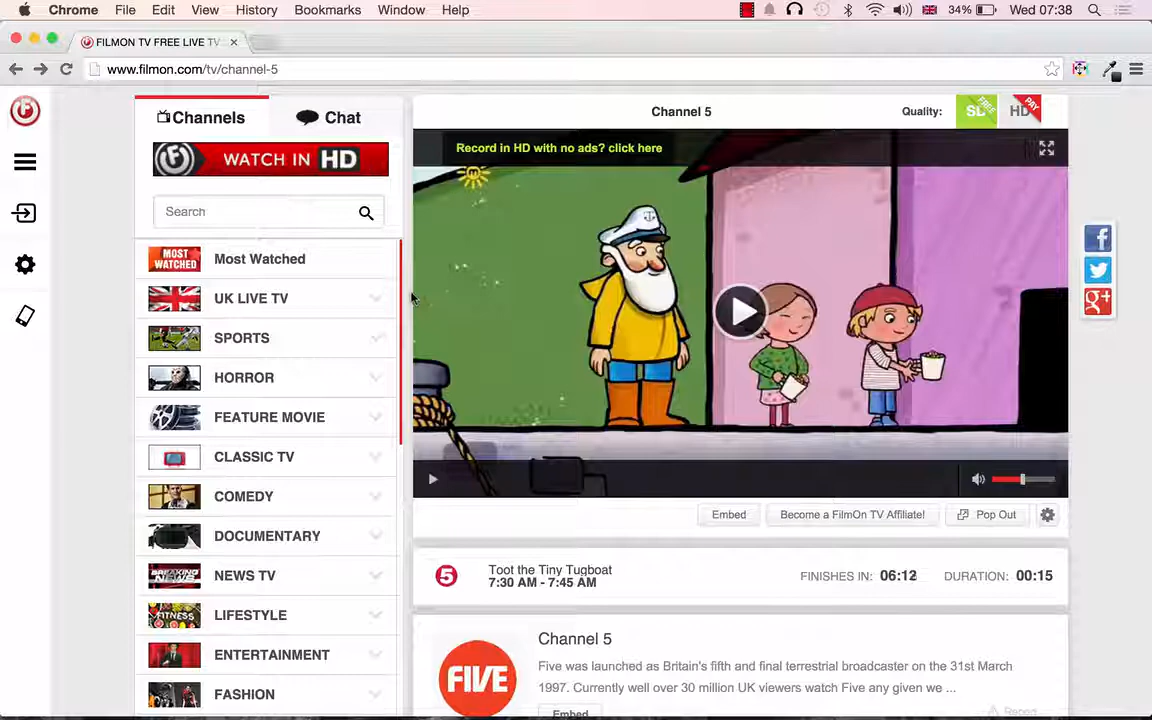 Chrome File Edit View History Bookmarks Window Help 34% Wed 07:38
FILMON TV FREE LIVE TV
www.filmon.com/tv/channel-5
Channels
Chat
Channel 5
Quality:
SD
FREE
HD
PAY
WATCH IN HD
Record in HD with no ads? click here
Search
MOST WATCHED
Most Watched
UK LIVE TV
SPORTS
HORROR
FEATURE MOVIE
CLASSIC TV
COMEDY
DOCUMENTARY
BREAKING NEWS
NEWS TV
FITNESS
LIFESTYLE
ENTERTAINMENT
FASHION
Embed
Become a FilmOn TV Affiliate!
Pop Out
5
Toot the Tiny Tugboat
7:30 AM - 7:45 AM
FINISHES IN: 06:12
DURATION: 00:15
FIVE
Channel 5
Five was launched as Britain's fifth and final terrestrial broadcaster on the 31st March
1997. Currently well over 30 million UK viewers watch Five any given we ...
Embed
Report